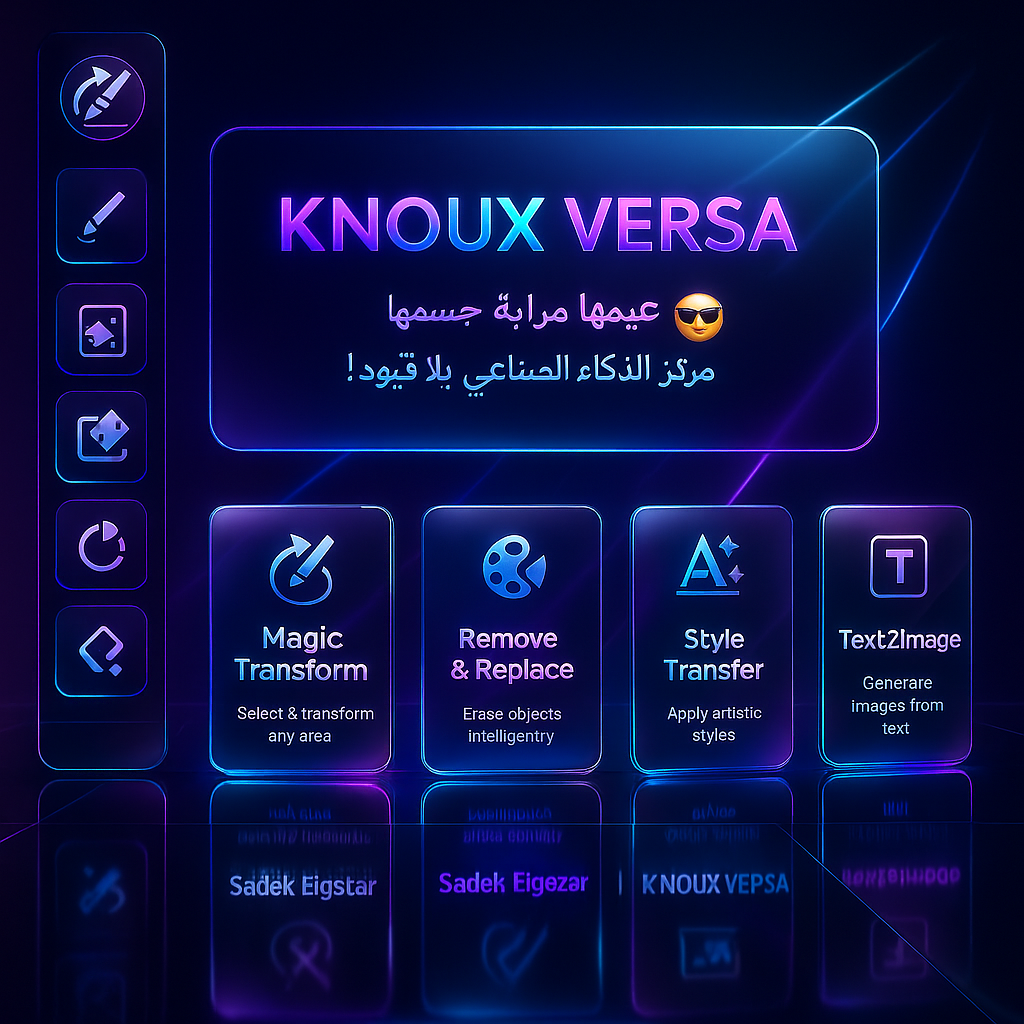 KNOUX VERSA
عيمها مرابة جسمها 😎
مركز الذكاء الصناعي بلا قيود!
Magic
Transform
Select & transform
any area
Remove
& Replace
Erase objects
intelligentry
Style
Transfer
Apply artistic
styles
T
Text2Image
Generare
images from
text
Sadek Eigstar
Sadek Eigezar
KNOUX VEPSA